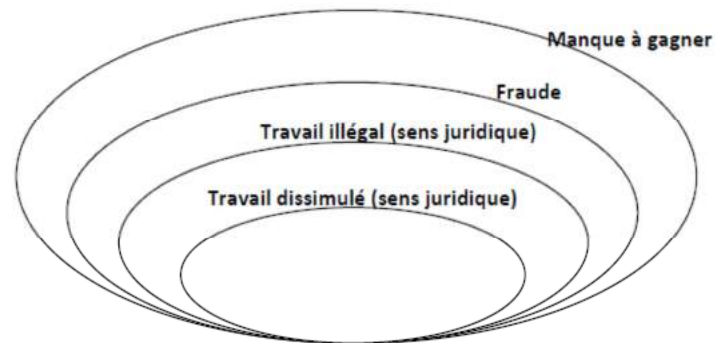 Manque à gagner
Fraude
Travail illégal (sens juridique)
Travail dissimulé (sens juridique)